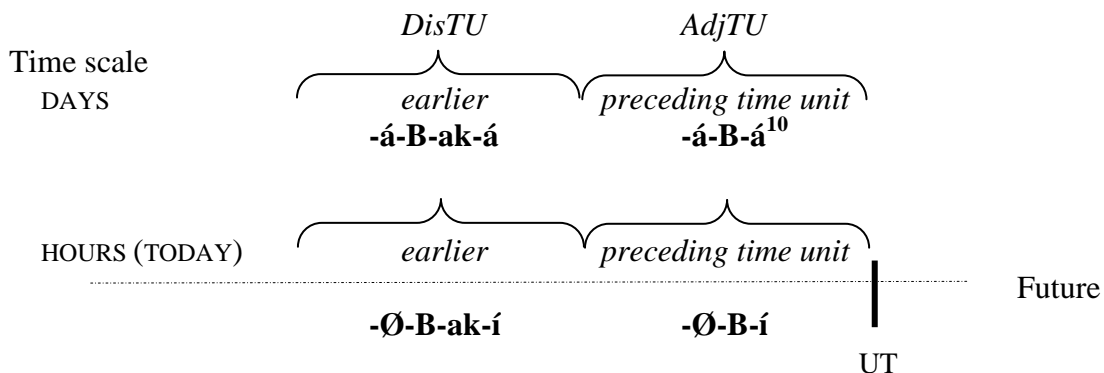 DisTU AdjTU
Time scale
DAYS earlier preceding time unit
-á-B-ak-á -á-B-á¹⁰
HOURS (TODAY) earlier preceding time unit
Future
-Ø-B-ak-í -Ø-B-í
UT